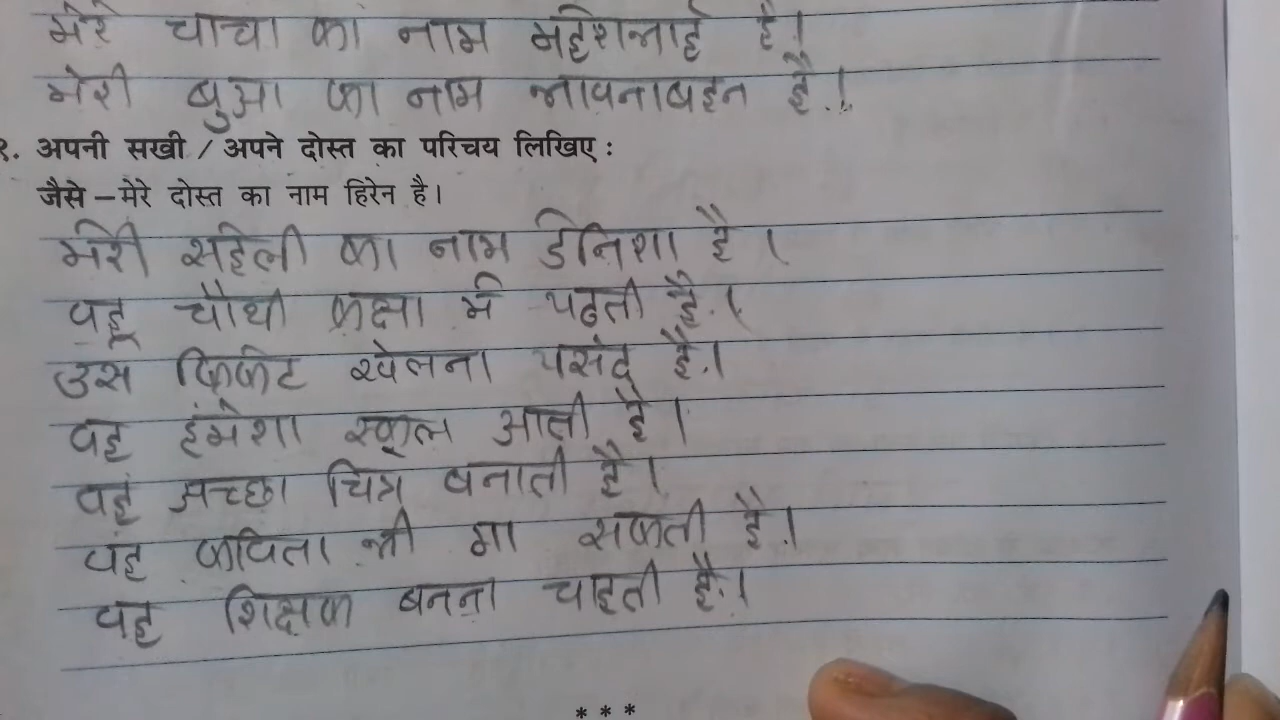 मेरे चाचा का नाम महेशभाई है।
मेरी बुआ का नाम भावनाबहन है।
२. अपनी सखी / अपने दोस्त का परिचय लिखिए :
जैसे – मेरे दोस्त का नाम हिरेन है।
मेरी सहेली का नाम डेनिशा है।
वह चौथी कक्षा में पढती है।
उसे क्रिकेट खेलना पसंद है।
वह हंमेशा स्कूल आती है।
वह अच्छा चित्र बनाती है।
वह कविता भी गा सकती है।
वह शिक्षक बनना चाहती है।
* * *